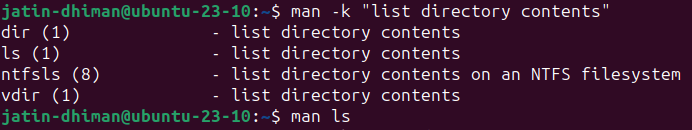 jatin-dhiman@ubuntu-23-10:~$ man -k "list directory contents"
dir (1)              - list directory contents
ls (1)               - list directory contents
ntfsls (8)           - list directory contents on an NTFS filesystem
vdir (1)             - list directory contents
jatin-dhiman@ubuntu-23-10:~$ man ls